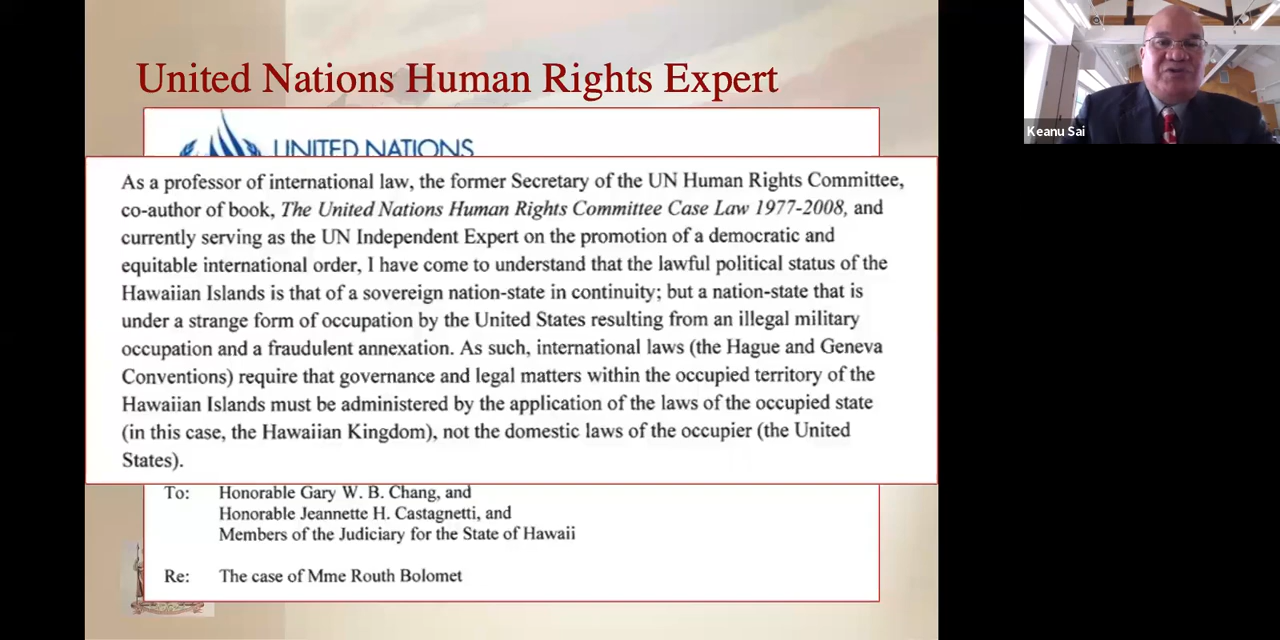 United Nations Human Rights Expert
UNITED NATIONS
As a professor of international law, the former Secretary of the UN Human Rights Committee,
co-author of book, The United Nations Human Rights Committee Case Law 1977-2008, and
currently serving as the UN Independent Expert on the promotion of a democratic and
equitable international order, I have come to understand that the lawful political status of the
Hawaiian Islands is that of a sovereign nation-state in continuity; but a nation-state that is
under a strange form of occupation by the United States resulting from an illegal military
occupation and a fraudulent annexation. As such, international laws (the Hague and Geneva
Conventions) require that governance and legal matters within the occupied territory of the
Hawaiian Islands must be administered by the application of the laws of the occupied state
(in this case, the Hawaiian Kingdom), not the domestic laws of the occupier (the United
States).
To: Honorable Gary W. B. Chang, and
Honorable Jeannette H. Castagnetti, and
Members of the Judiciary for the State of Hawaii
Re: The case of Mme Routh Bolomet
Keanu Sai